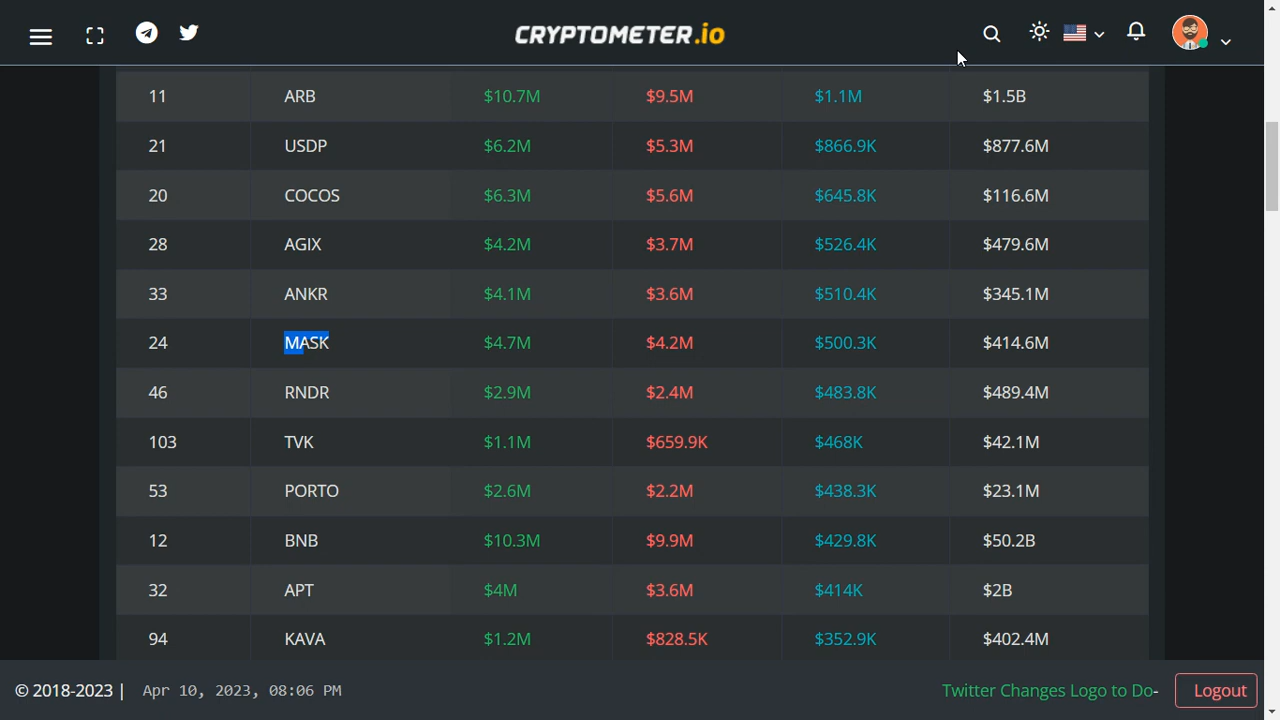 CRYPTOMETER.io
11 ARB $10.7M $9.5M $1.1M $1.5B
21 USDP $6.2M $5.3M $866.9K $877.6M
20 COCOS $6.3M $5.6M $645.8K $116.6M
28 AGIX $4.2M $3.7M $526.4K $479.6M
33 ANKR $4.1M $3.6M $510.4K $345.1M
24 MASK $4.7M $4.2M $500.3K $414.6M
46 RNDR $2.9M $2.4M $483.8K $489.4M
103 TVK $1.1M $659.9K $468K $42.1M
53 PORTO $2.6M $2.2M $438.3K $23.1M
12 BNB $10.3M $9.9M $429.8K $50.2B
32 APT $4M $3.6M $414K $2B
94 KAVA $1.2M $828.5K $352.9K $402.4M
© 2018-2023 | Apr 10, 2023, 08:06 PM Twitter Changes Logo to Do- Logout